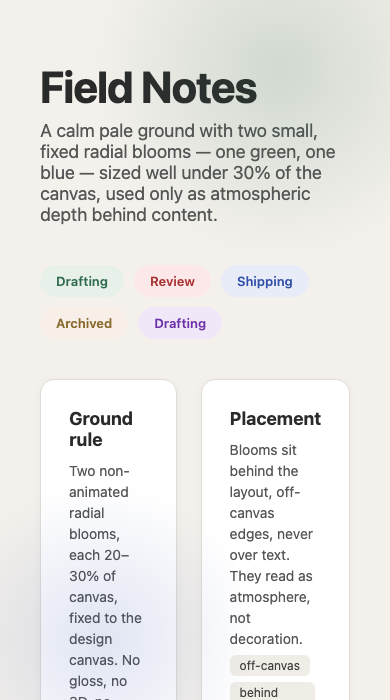 Field Notes
A calm pale ground with two small,
fixed radial blooms — one green, one
blue — sized well under 30% of the
canvas, used only as atmospheric
depth behind content.
Drafting
Review
Shipping
Archived
Drafting
Ground
rule
Two non-
animated
radial
blooms,
each 20–
30% of
canvas,
fixed to the
design
canvas. No
gloss, no
3D, no
Placement
Blooms sit
behind the
layout, off-
canvas
edges, never
over text.
They read as
atmosphere,
not
decoration.
off-canvas
behind